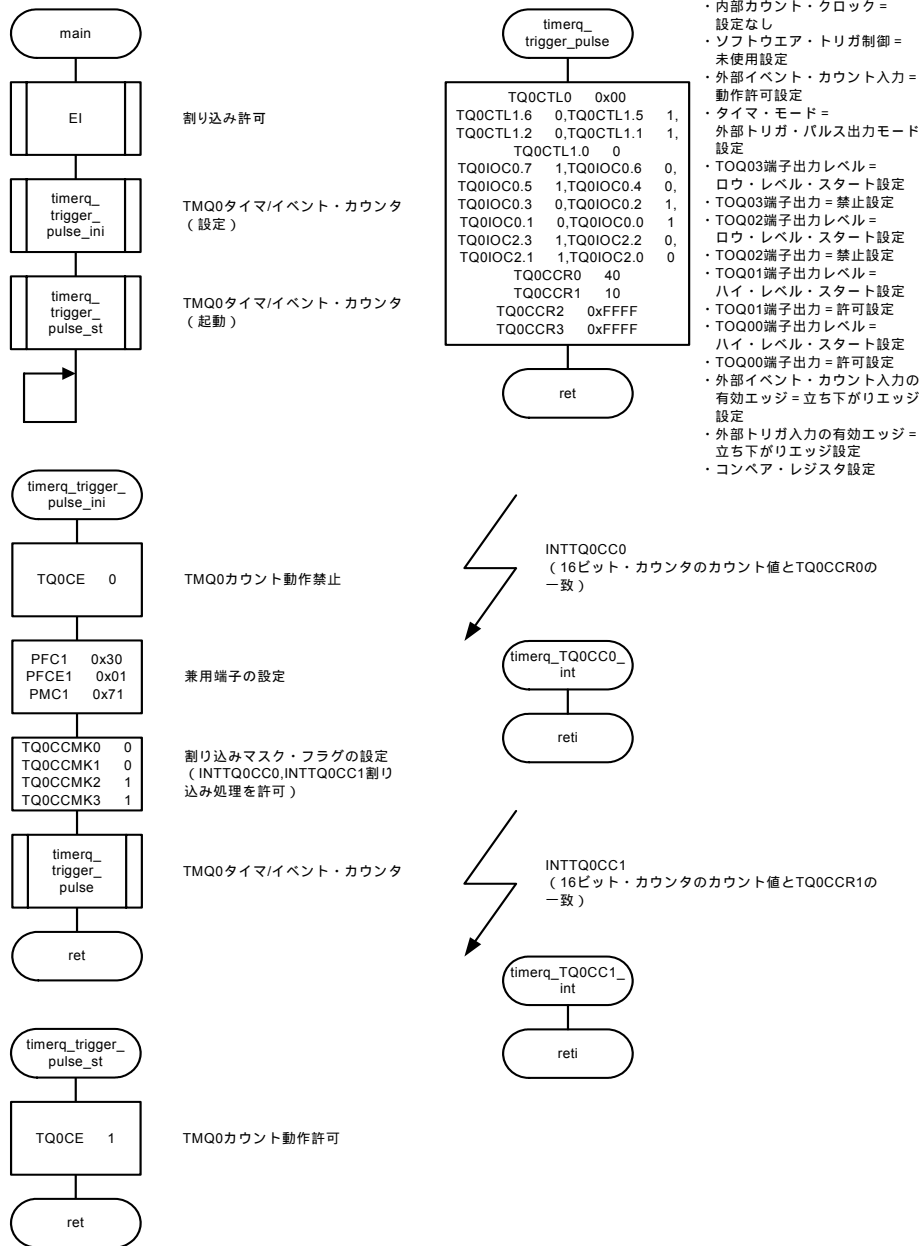 main
EI
割り込み許可
timerq_
trigger_
pulse_ini
TMQ0タイマ/イベント・カウンタ
（設定）
timerq_
trigger_
pulse_st
TMQ0タイマ/イベント・カウンタ
（起動）
timerq_
trigger_pulse
TQ0CTL0 0x00
TQ0CTL1.6 0,TQ0CTL1.5 1,
TQ0CTL1.2 0,TQ0CTL1.1 1,
TQ0CTL1.0 0
TQ0IOC0.7 1,TQ0IOC0.6 0,
TQ0IOC0.5 1,TQ0IOC0.4 0,
TQ0IOC0.3 0,TQ0IOC0.2 1,
TQ0IOC0.1 0,TQ0IOC0.0 1
TQ0IOC2.3 1,TQ0IOC2.2 0,
TQ0IOC2.1 1,TQ0IOC2.0 0
TQ0CCR0 40
TQ0CCR1 10
TQ0CCR2 0xFFFF
TQ0CCR3 0xFFFF
ret
・内部カウント・クロック＝
設定なし
・ソフトウエア・トリガ制御＝
未使用設定
・外部イベント・カウント入力＝
動作許可設定
・タイマ・モード＝
外部トリガ・パルス出力モード
設定
・TOQ03端子出力レベル＝
ロウ・レベル・スタート設定
・TOQ03端子出力＝禁止設定
・TOQ02端子出力レベル＝
ロウ・レベル・スタート設定
・TOQ02端子出力＝禁止設定
・TOQ01端子出力レベル＝
ハイ・レベル・スタート設定
・TOQ01端子出力＝許可設定
・TOQ00端子出力レベル＝
ハイ・レベル・スタート設定
・TOQ00端子出力＝許可設定
・外部イベント・カウント入力の
有効エッジ＝立ち下がりエッジ
設定
・外部トリガ入力の有効エッジ＝
立ち下がりエッジ設定
・コンペア・レジスタ設定
timerq_trigger_
pulse_ini
TQ0CE 0
TMQ0カウント動作禁止
PFC1 0x30
PFCE1 0x01
PMC1 0x71
兼用端子の設定
TQ0CCMK0 0
TQ0CCMK1 0
TQ0CCMK2 1
TQ0CCMK3 1
割り込みマスク・フラグの設定
（INTTQ0CC0,INTTQ0CC1割り
込み処理を許可）
timerq_
trigger_
pulse
TMQ0タイマ/イベント・カウンタ
ret
INTTQ0CC0
（16ビット・カウンタのカウント値とTQ0CCR0の
一致）
timerq_TQ0CC0_
int
reti
INTTQ0CC1
（16ビット・カウンタのカウント値とTQ0CCR1の
一致）
timerq_TQ0CC1_
int
reti
timerq_trigger_
pulse_st
TQ0CE 1
TMQ0カウント動作許可
ret